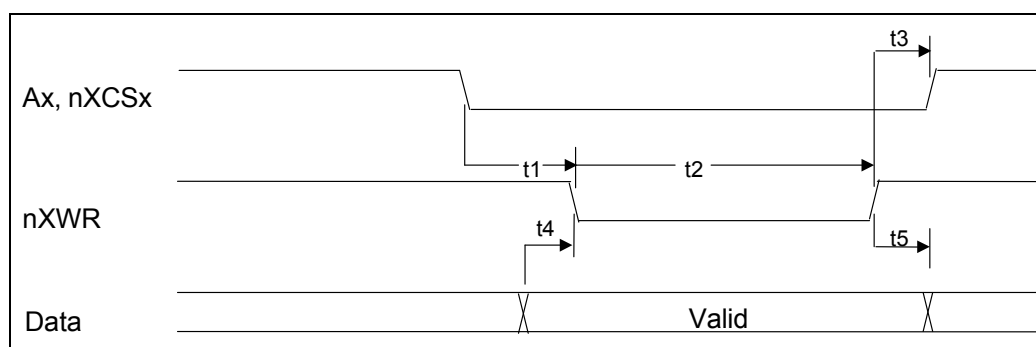 t3
Ax, nXCSx
t1
t2
nXWR
t4
t5
Data
Valid